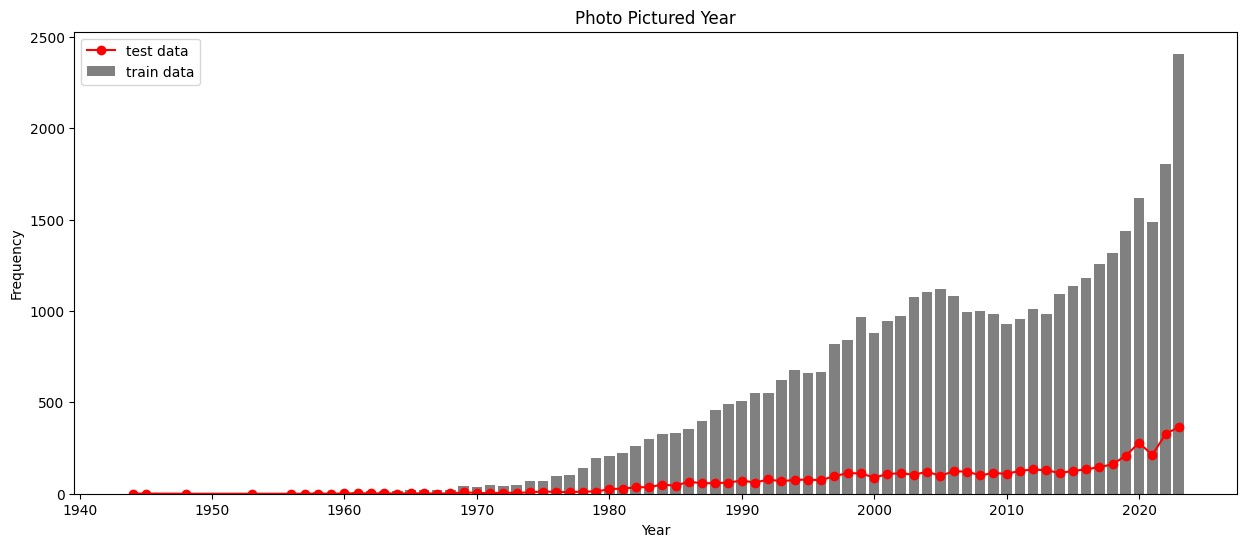 Photo Pictured Year
test data
train data
Frequency
2500
2000
1500
1000
500
0
1940 1950 1960 1970 1980 1990 2000 2010 2020
Year